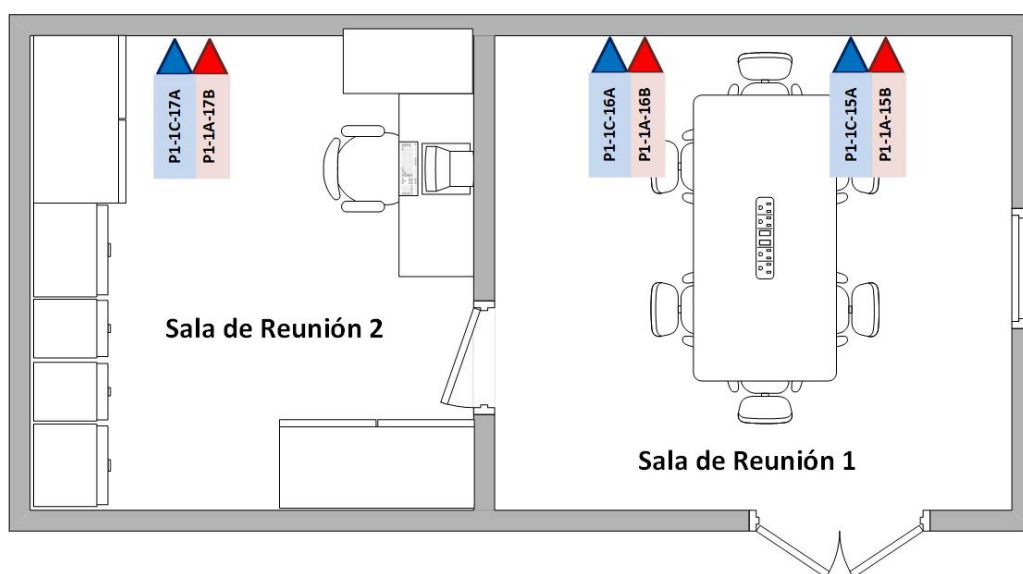 P1-1C-17A
P1-1A-17B
P1-1C-16A
P1-1A-16B
P1-1C-15A
P1-1A-15B
Sala de Reunión 2
Sala de Reunión 1